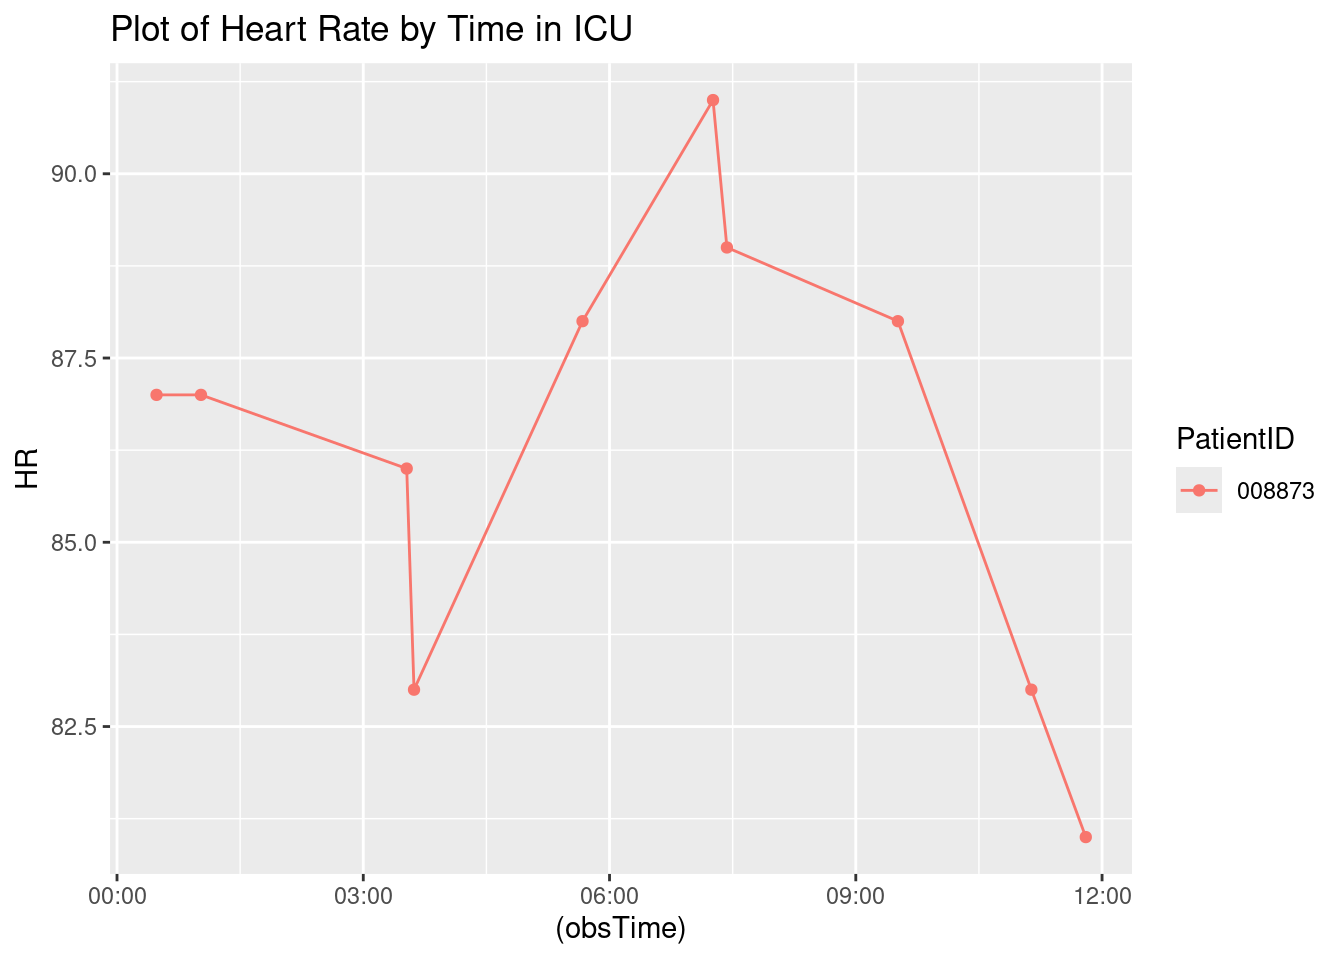 Plot of Heart Rate by Time in ICU
90.0
87.5
85.0
82.5
HR
00:00 03:00 06:00 09:00 12:00
(obsTime)
PatientID
008873